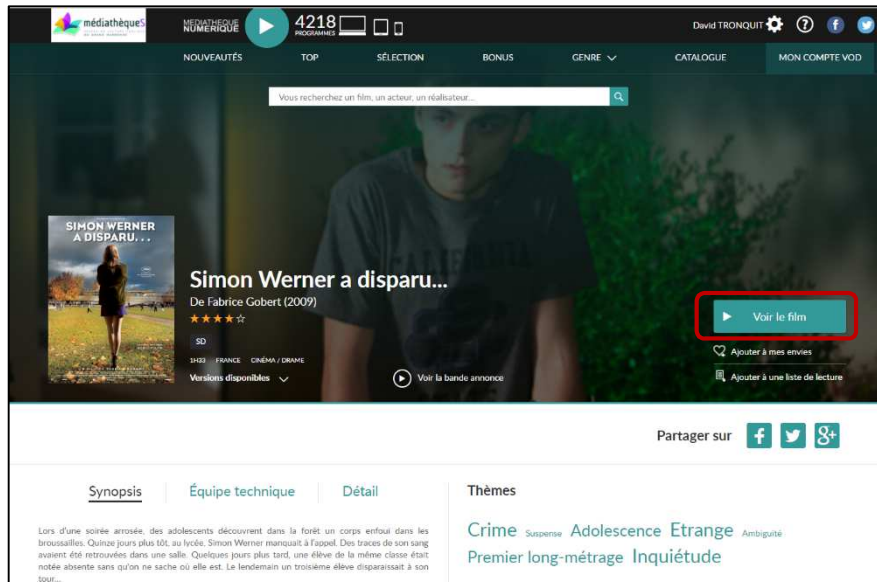 médiathèqueS
MEDIATHEQUE
NUMERIQUE
4218
PROGRAMMES
David TRONQUIT
NOUVEAUTÉS TOP SÉLECTION BONUS GENRE CATALOGUE MON COMPTE VOD
Vous recherchez un film, un acteur, un réalisateur...
SIMON WERNER
A DISPARU...
Simon Werner a disparu...
De Fabrice Gobert (2009)
SD
1H33 FRANCE CINÉMA / DRAME
Versions disponibles
Voir la bande annonce
Voir le film
Ajouter à mes envies
Ajouter à une liste de lecture
Partager sur
Synopsis Équipe technique Détail
Lors d'une soirée arrosée, des adolescents découvrent dans la forêt un corps enfoui dans les
broussailles. Quinze jours plus tôt, au lycée, Simon Werner manquait à l'appel. Des traces de son sang
avaient été retrouvées dans une salle. Quelques jours plus tard, une élève de la même classe était
notée absente sans qu'on ne sache où elle est. Le lendemain un troisième élève disparaissait à son
tour...
Thèmes
Crime Suspense Adolescence Etrange Ambiguité
Premier long-métrage Inquiétude